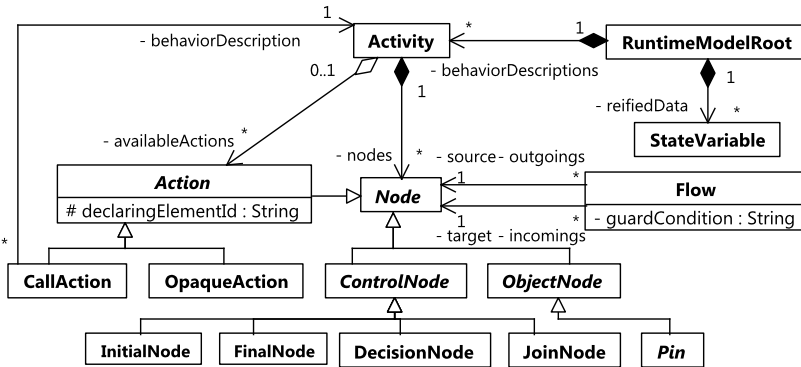 1
*
1
Activity
RuntimeModelRoot
- behaviorDescription
0..1
- behaviorDescriptions
1
1
- reifiedData
*
- availableActions
*
StateVariable
- nodes
*
- source
- outgoings
Action
1
*
Flow
# declaringElementId : String
Node
- guardCondition : String
1
*
- target
- incomings
*
CallAction
OpaqueAction
ControlNode
ObjectNode
InitialNode
FinalNode
DecisionNode
JoinNode
Pin